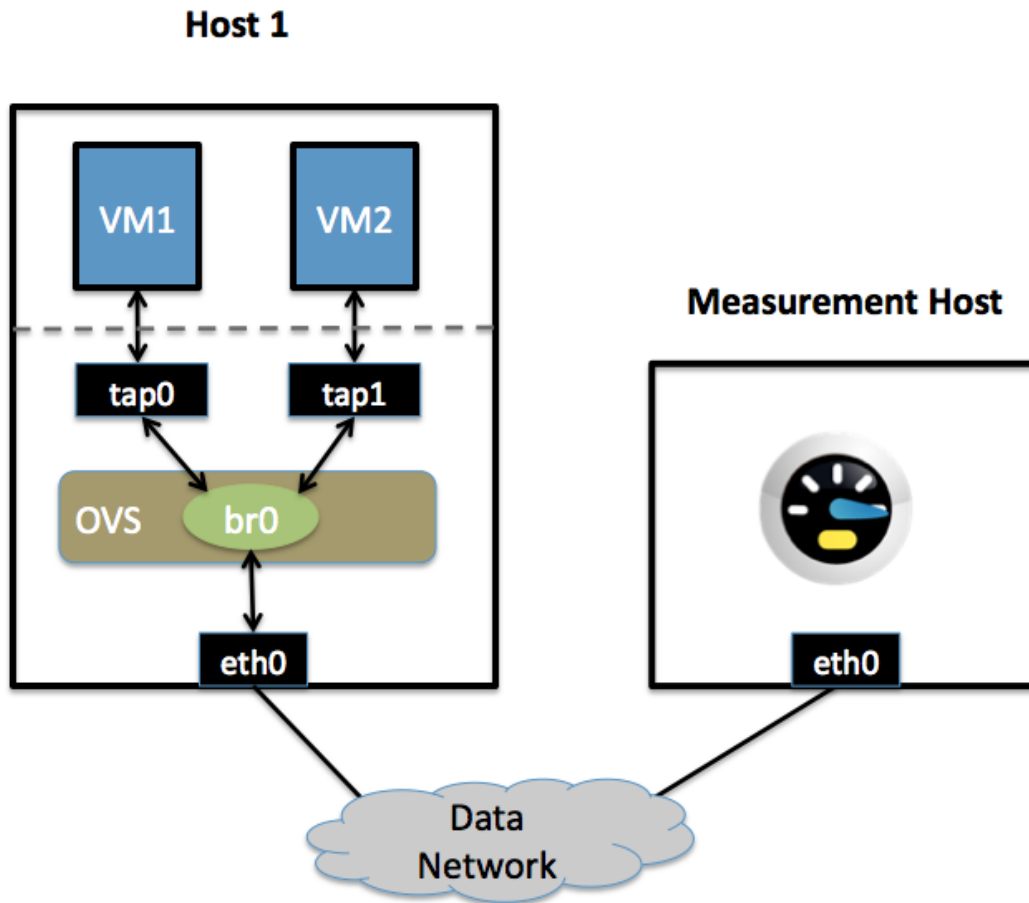 Host 1
VM1
VM2
Measurement Host
tap0
tap1
OVS
br0
eth0
eth0
Data
Network